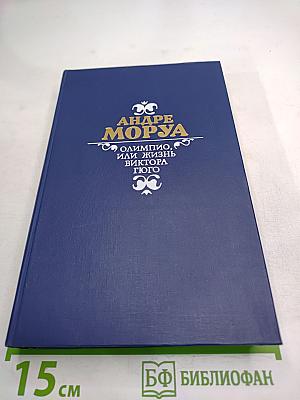 АНДРЕ
МОРУА
ОЛИМПИО,
ИЛИ ЖИЗНЬ
ВИКТОРА
ГЮГО
15 см
БФ БИБЛИОФАН